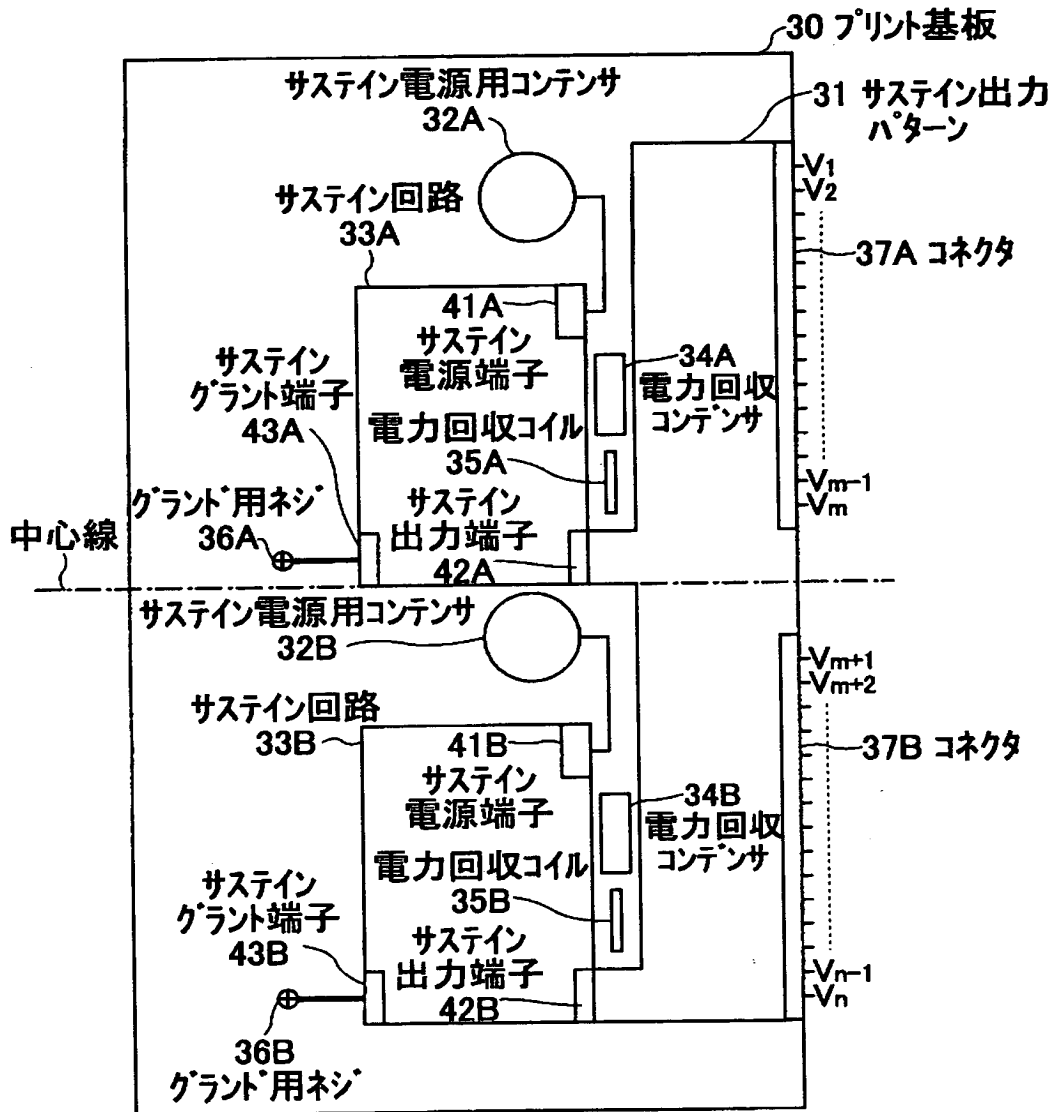 30 プリント基板
サステイン電源用コンテンサ
32A
31 サステイン出力
パターン
V1
V2
サステイン回路
33A
37A コネクタ
41A
サステイン
電源端子
34A
電力回収
コンデンサ
サステイン
グラント端子
43A
電力回収コイル
35A
Vm-1
Vm
グランド用ネジ
36A
サステイン
出力端子
42A
中心線
サステイン電源用コンテンサ
32B
Vm+1
Vm+2
サステイン回路
33B
41B
37B コネクタ
サステイン
電源端子
34B
電力回収
コンデンサ
電力回収コイル
35B
サステイン
グラント端子
43B
サステイン
出力端子
42B
Vn-1
Vn
36B
グランド用ネジ